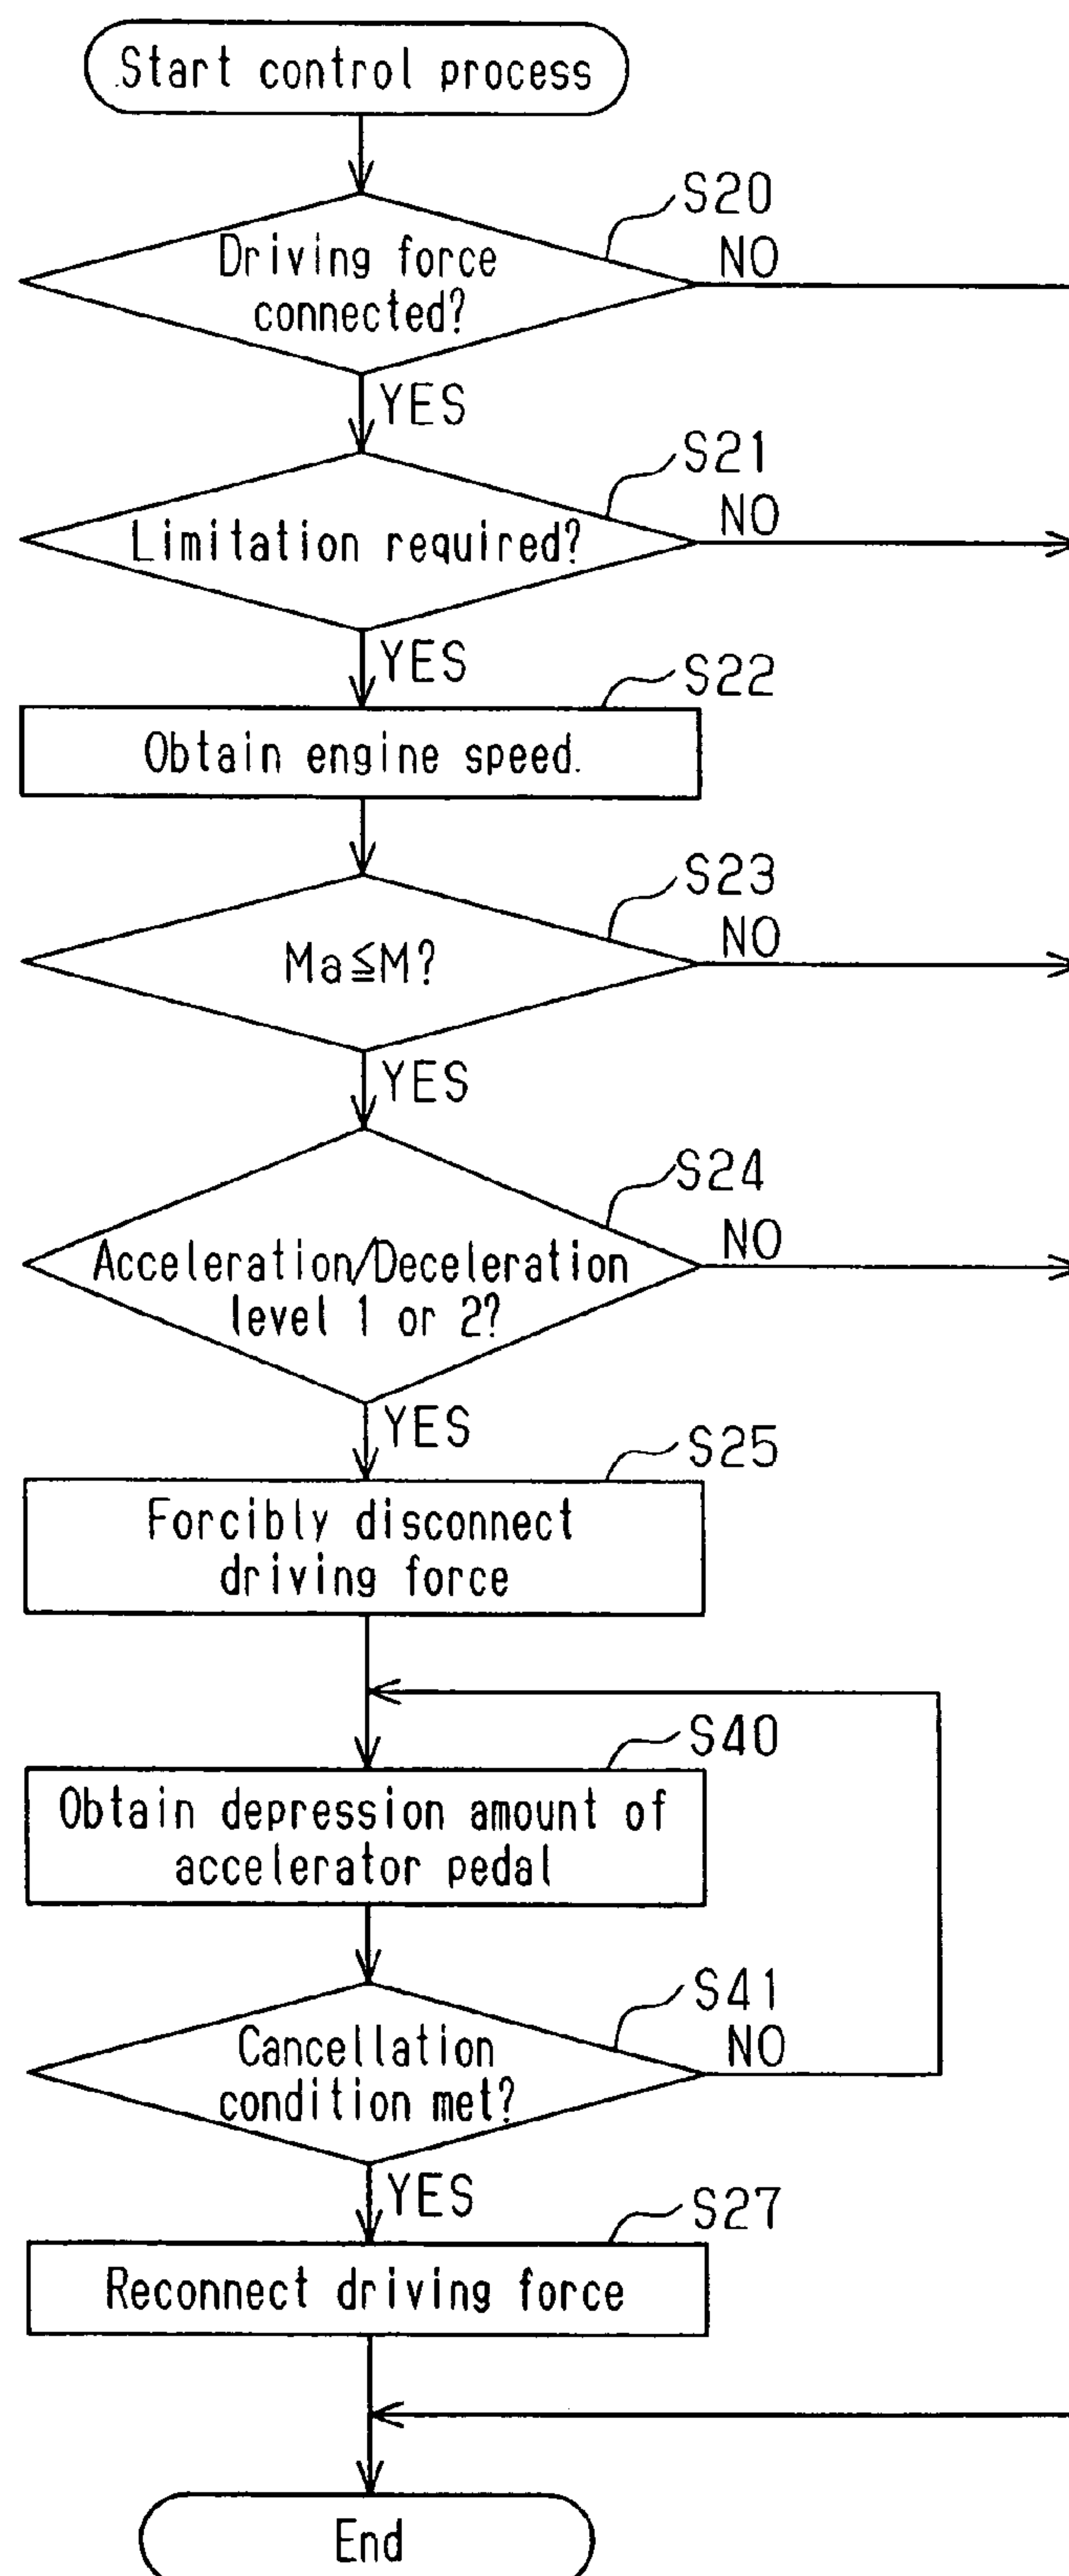 Start control process
S20
Driving force
connected?
NO
YES
S21
Limitation required?
NO
YES
S22
Obtain engine speed.
S23
Ma≦M?
NO
YES
S24
Acceleration/Deceleration
level 1 or 2?
NO
YES
S25
Forcibly disconnect
driving force
S40
Obtain depression amount of
accelerator pedal
S41
Cancellation
condition met?
NO
YES
S27
Reconnect driving force
End